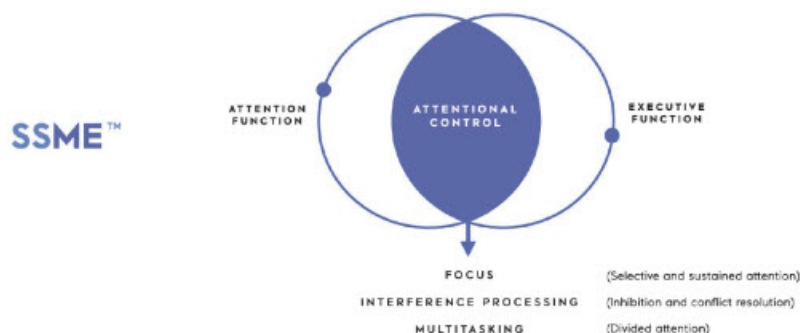 SSME™
ATTENTION
FUNCTION
ATTENTIONAL
CONTROL
EXECUTIVE
FUNCTION
FOCUS (Selective and sustained attention)
INTERFERENCE PROCESSING (Inhibition and conflict resolution)
MULTITASKING (Divided attention)